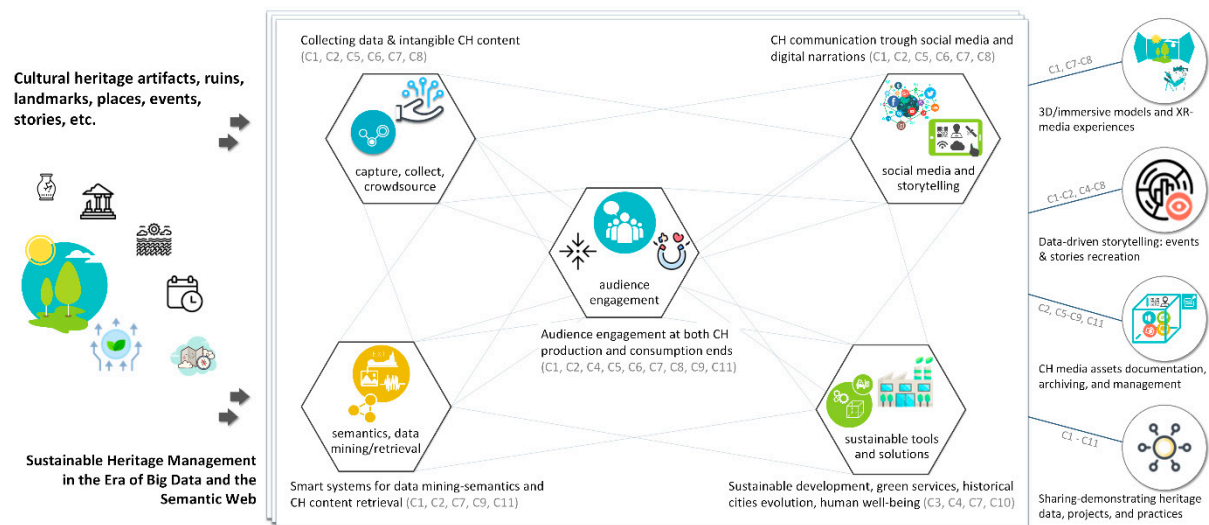 Cultural heritage artifacts, ruins,
landmarks, places, events,
stories, etc.
Sustainable Heritage Management
in the Era of Big Data and the
Semantic Web
Collecting data & intangible CH content
(C1, C2, C5, C6, C7, C8)
capture, collect,
crowdsource
CH communication trough social media and
digital narrations (C1, C2, C5, C6, C7, C8)
social media and
storytelling
audience
engagement
Audience engagement at both CH
production and consumption ends
(C1, C2, C4, C5, C6, C7, C8, C9, C11)
semantics, data
mining/retrieval
Smart systems for data mining-semantics and
CH content retrieval (C1, C2, C7, C9, C11)
sustainable tools
and solutions
Sustainable development, green services, historical
cities evolution, human well-being (C3, C4, C7, C10)
C1, C7-C8
3D/immersive models and XR-
media experiences
C1-C2, C4-C8
Data-driven storytelling: events
& stories recreation
C2, C5-C9, C11
CH media assets documentation,
archiving, and management
C1 - C11
Sharing-demonstrating heritage
data, projects, and practices